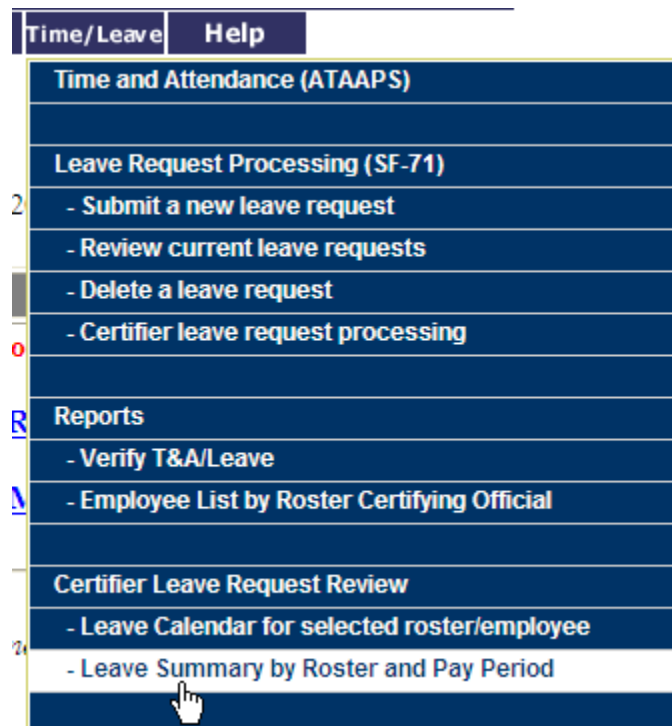 Time/Leave Help
Time and Attendance (ATAAPS)
Leave Request Processing (SF-71)
- Submit a new leave request
- Review current leave requests
- Delete a leave request
- Certifier leave request processing
Reports
- Verify T&A/Leave
- Employee List by Roster Certifying Official
Certifier Leave Request Review
- Leave Calendar for selected roster/employee
- Leave Summary by Roster and Pay Period